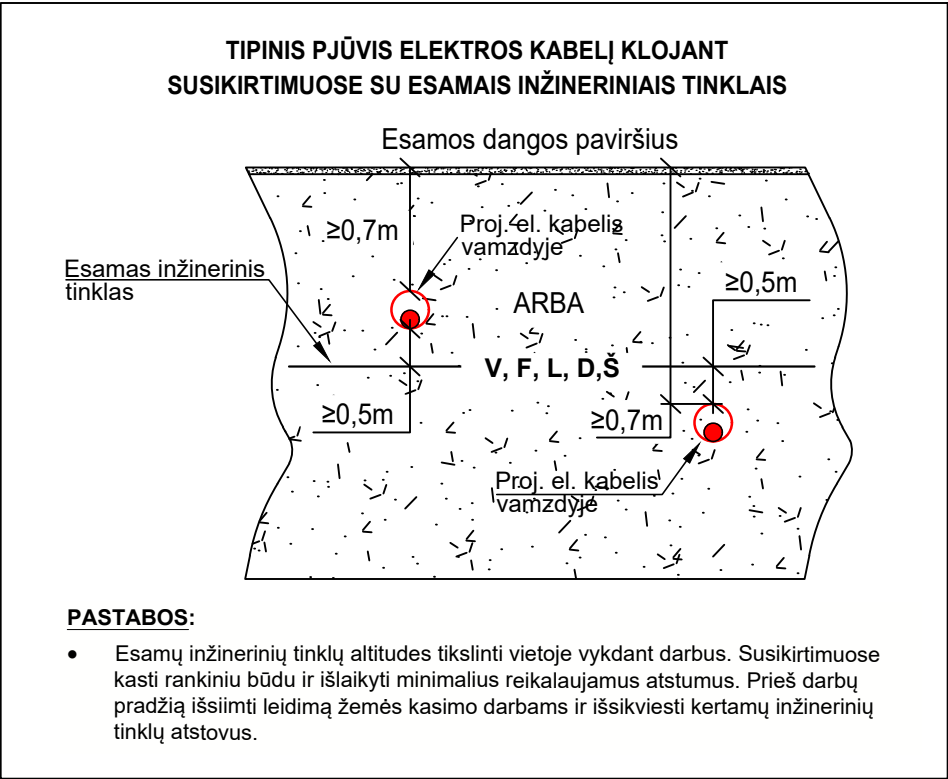 TIPINIS PJŪVIS ELEKTROS KABELĮ KLOJANT
SUSIKIRTIMUOSE SU ESAMAIS INŽINERINIAIS TINKLAIS
Esamos dangos paviršius
≥0,7m
Proj. el. kabelis
vamzdyje
Esamas inžinerinis
tinklas
≥0,5m
ARBA
V, F, L, D,Š
≥0,5m
≥0,7m
Proj. el. kabelis
vamzdyje
PASTABOS:
• Esamų inžinerinių tinklų altitudes tikslinti vietoje vykdant darbus. Susikirtimuose
kasti rankiniu būdu ir išlaikyti minimalius reikalaujamus atstumus. Prieš darbų
pradžią išsiimti leidimą žemės kasimo darbams ir išsikviesti kertamų inžinerinių
tinklų atstovus.